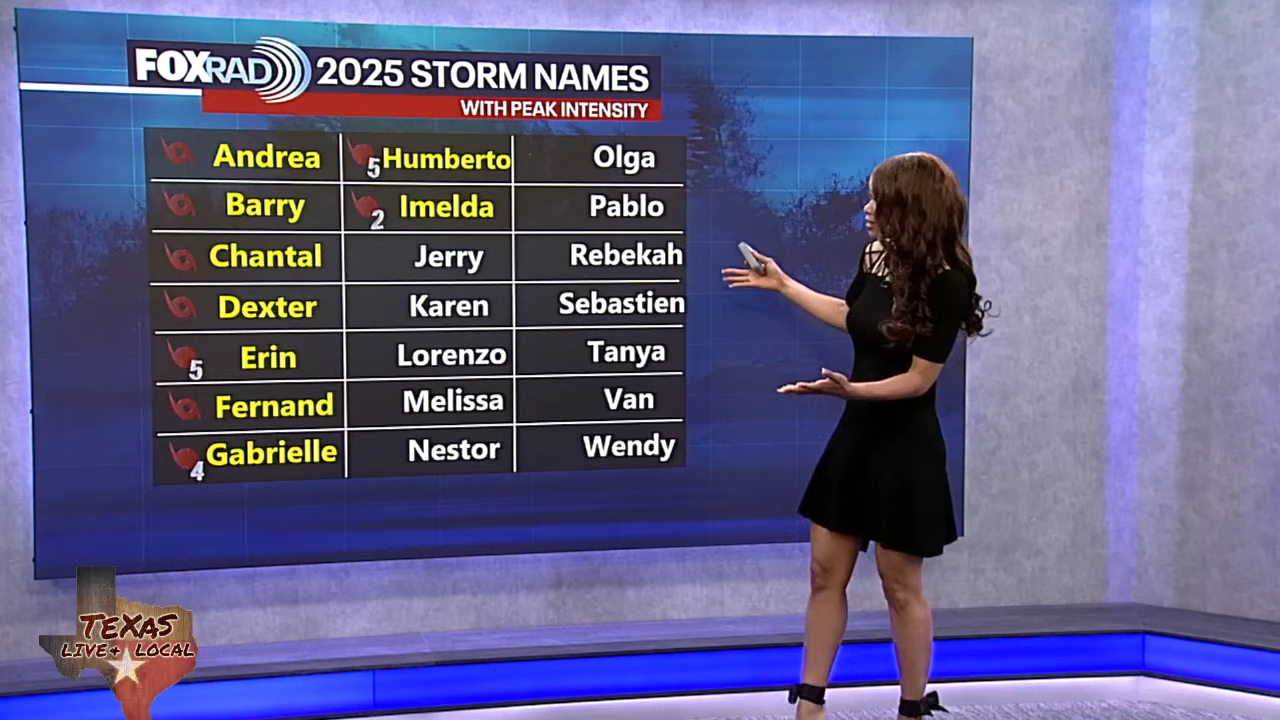 FOXRAD 2025 STORM NAMES
WITH PEAK INTENSITY
Andrea 5 Humberto Olga
Barry 2 Imelda Pablo
Chantal Jerry Rebekah
Dexter Karen Sebastien
5 Erin Lorenzo Tanya
Fernand Melissa Van
4 Gabrielle Nestor Wendy
TEXAS
LIVE & LOCAL